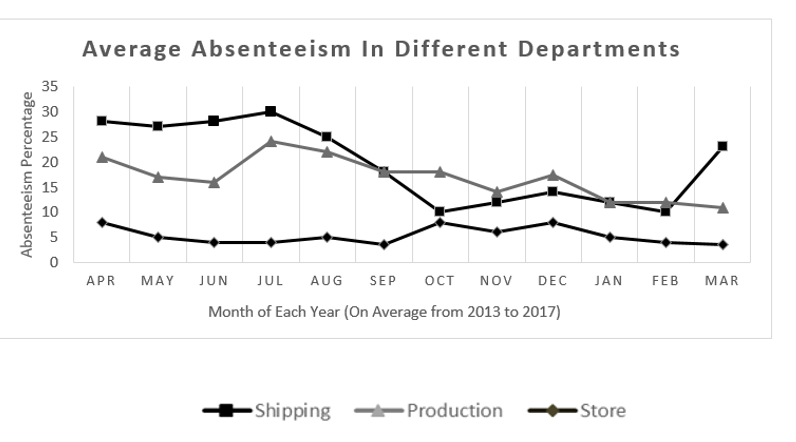 Average Absenteeism In Different Departments
Absenteeism Percentage
35
30
25
20
15
10
5
0
APR MAY JUN JUL AUG SEP OCT NOV DEC JAN FEB MAR
Month of Each Year (On Average from 2013 to 2017)
Shipping Production Store